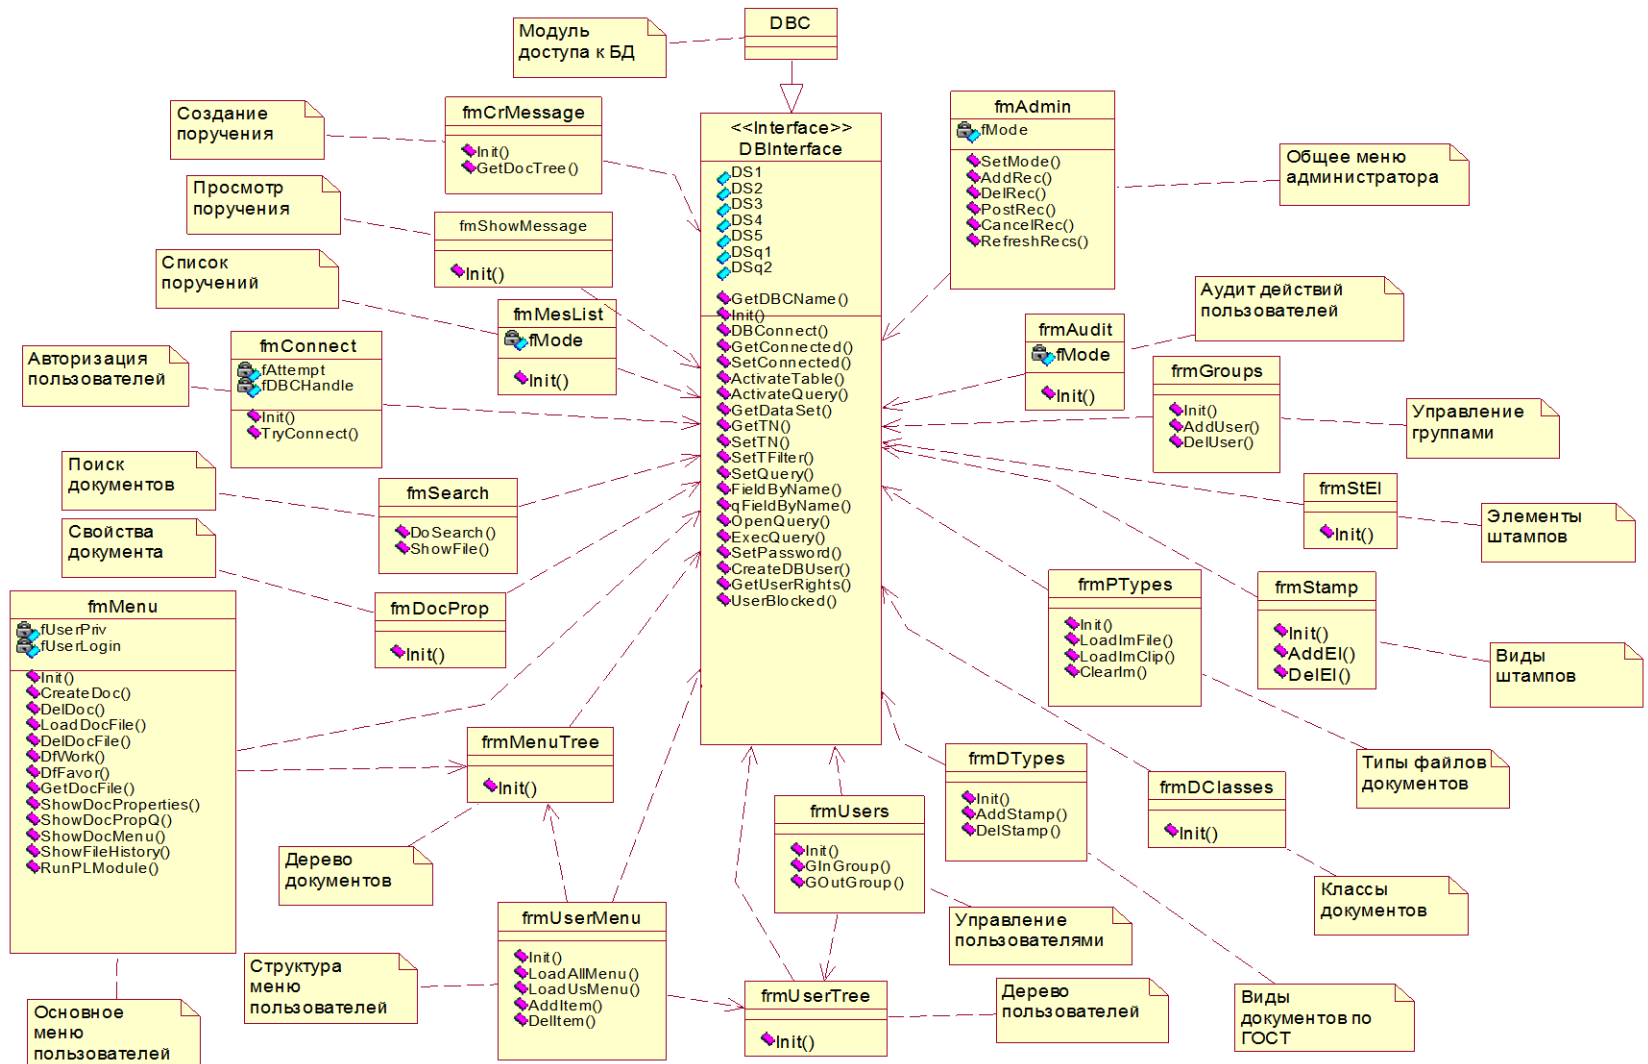 DBC
Модуль
доступа к БД
Создание
поручения
fmCrMessage
Init()
GetDocTree()
Просмотр
поручения
fmShowMessage
Init()
Список
поручений
fmMesList
fMode
Init()
Авторизация
пользователей
fmConnect
fAttempt
fDBCHandle
Init()
TryConnect()
Поиск
документов
fmSearch
DoSearch()
ShowFile()
Свойства
документа
fmDocProp
Init()
fmMenu
fUserPriv
fUserLogin
Init()
CreateDoc()
DelDoc()
LoadDocFile()
DelDocFile()
DfWork()
DfFavor()
GetDocFile()
ShowDocProperties()
ShowDocPropQ()
ShowDocMenu()
ShowFileHistory()
RunPLModule()
Основное
меню
пользователей
frmMenuTree
Init()
Дерево
документов
frmUserMenu
Init()
LoadAllMenu()
LoadUsMenu()
AddItem()
DelItem()
Структура
меню
пользователей
<<Interface>>
DBInterface
DS1
DS2
DS3
DS4
DS5
DSq1
DSq2
GetDBCName()
Init()
DBConnect()
GetConnected()
SetConnected()
ActivateTable()
ActivateQuery()
GetDataSet()
GetTN()
SetTN()
SetTFilter()
SetQuery()
FieldByName()
qFieldByName()
OpenQuery()
ExecQuery()
SetPassword()
CreateDBUser()
GetUserRights()
UserBlocked()
fmAdmin
fMode
SetMode()
AddRec()
DelRec()
PostRec()
CancelRec()
RefreshRecs()
Общее меню
администратора
Аудит действий
пользователей
frmAudit
fMode
Init()
frmGroups
Init()
AddUser()
DelUser()
Управление
группами
frmStEl
Init()
Элементы
штампов
frmPTypes
Init()
LoadImFile()
LoadImClip()
ClearIm()
frmStamp
Init()
AddEl()
DelEl()
Виды
штампов
Типы файлов
документов
frmDTypes
Init()
AddStamp()
DelStamp()
frmDClasses
Init()
Классы
документов
frmUsers
Init()
GInGroup()
GOutGroup()
Управление
пользователями
frmUserTree
Init()
Дерево
пользователей
Виды
документов по
ГОСТ